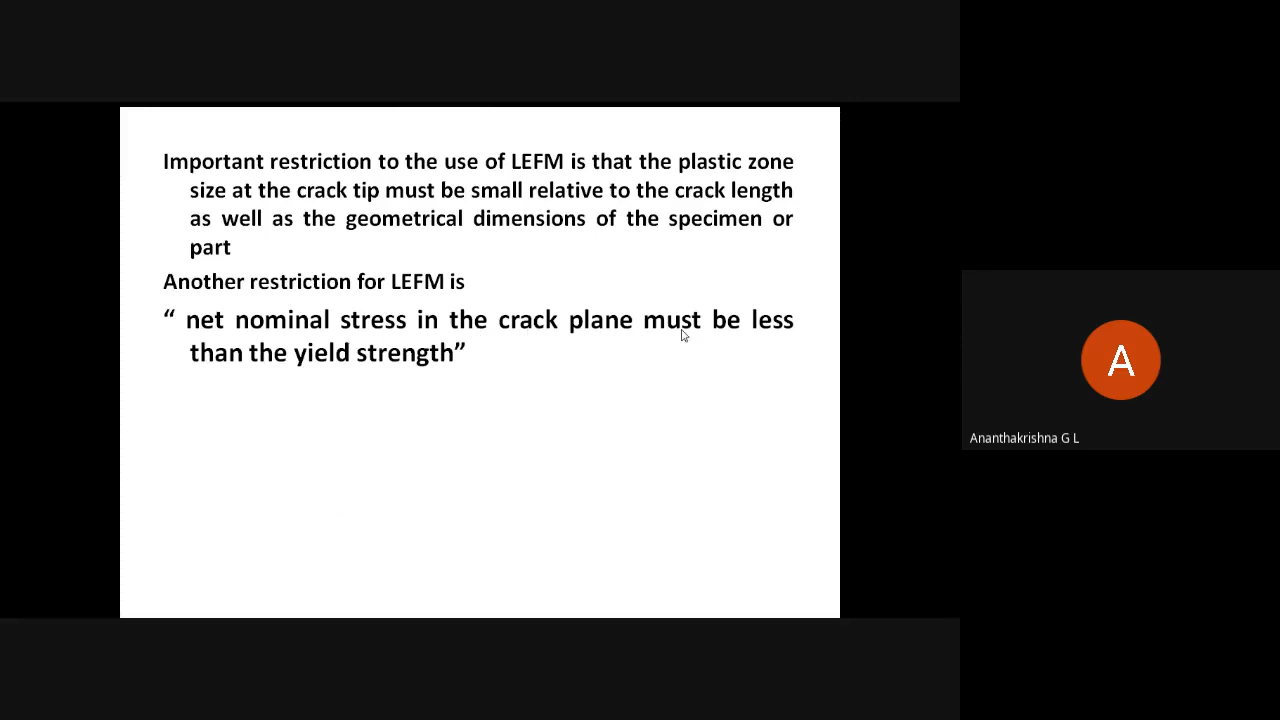 Important restriction to the use of LEFM is that the plastic zone
size at the crack tip must be small relative to the crack length
as well as the geometrical dimensions of the specimen or
part
Another restriction for LEFM is
“ net nominal stress in the crack plane must be less
than the yield strength”
A
Ananthakrishna G L